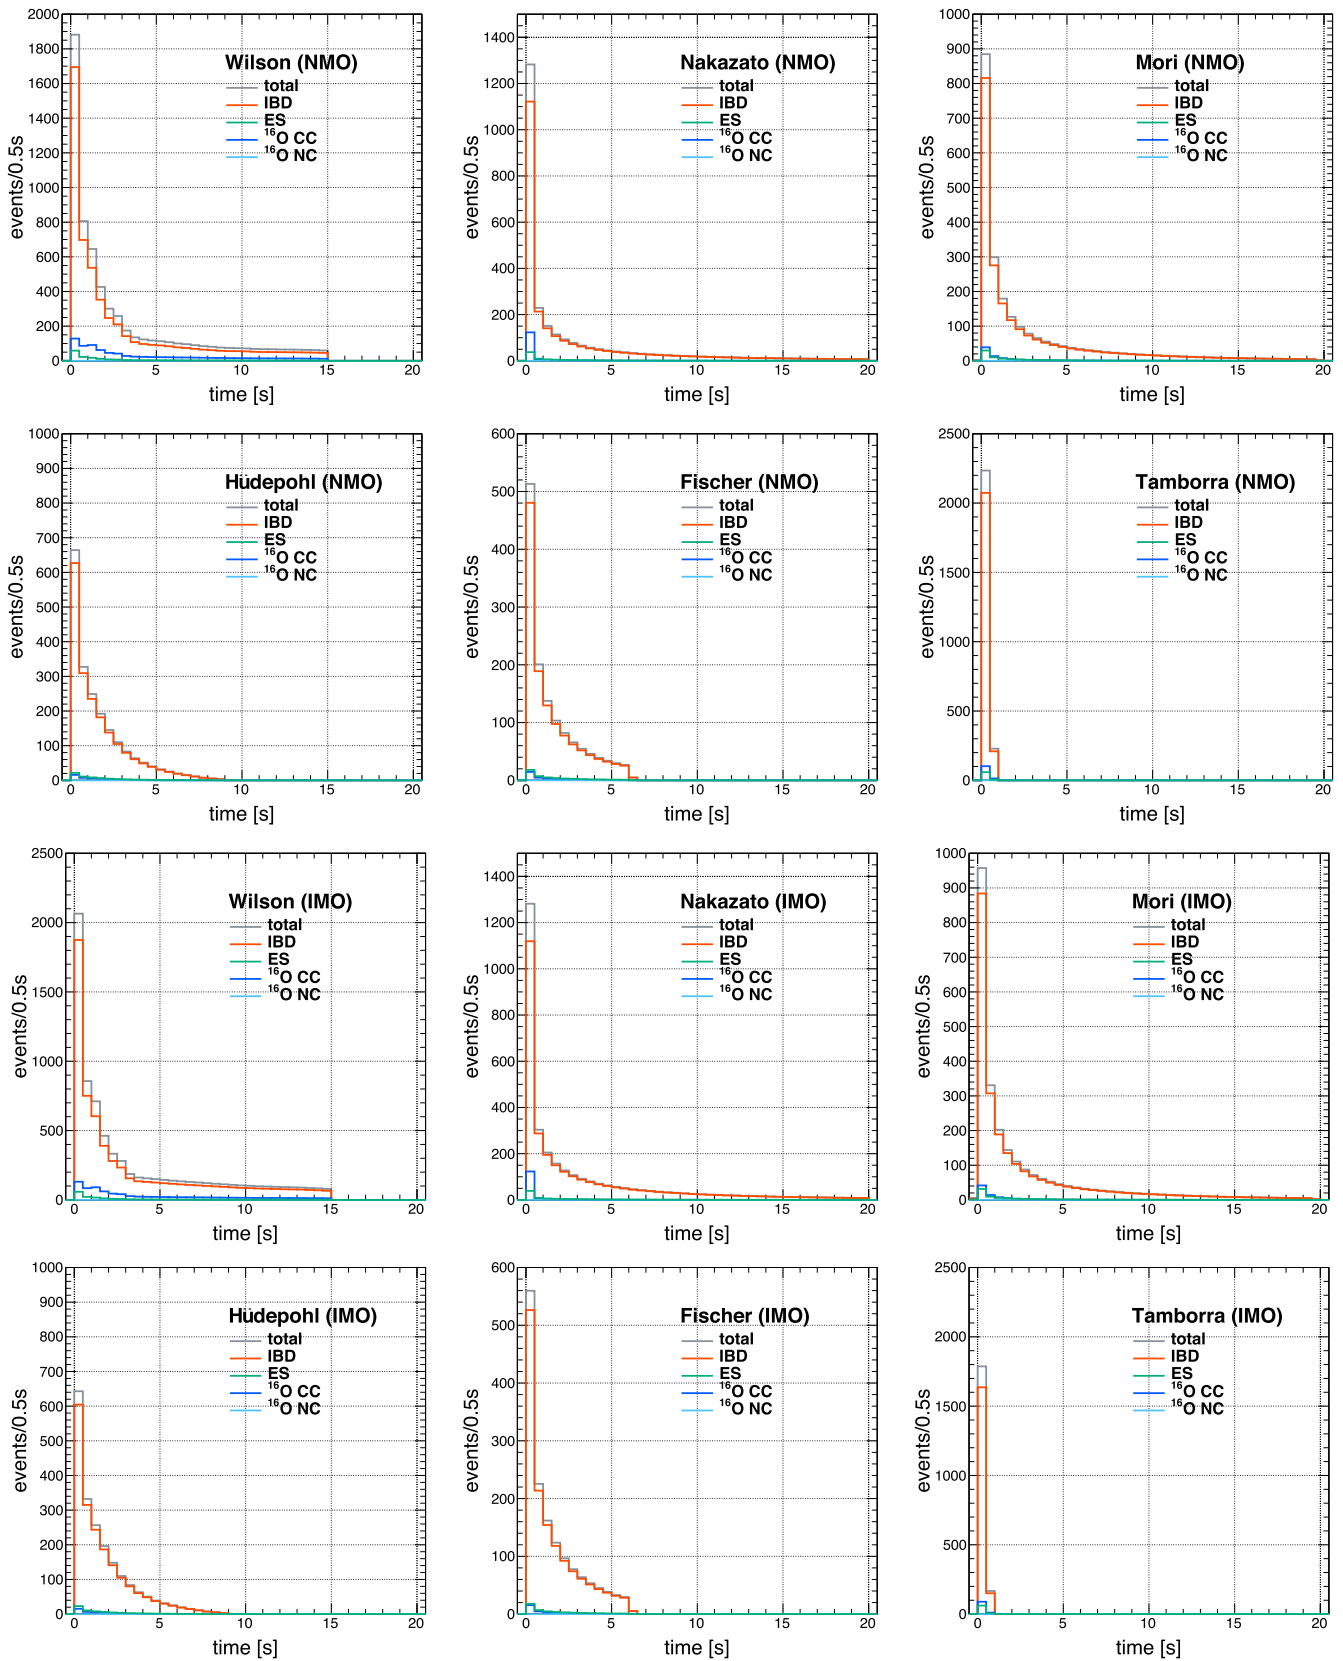 Wilson (NMO)
total
IBD
ES
16O CC
16O NC
events/0.5s
2000
1800
1600
1400
1200
1000
800
600
400
200
0
0 5 10 15 20
time [s]
Nakazato (NMO)
total
IBD
ES
16O CC
16O NC
events/0.5s
1400
1200
1000
800
600
400
200
0
0 5 10 15 20
time [s]
Mori (NMO)
total
IBD
ES
16O CC
16O NC
events/0.5s
1000
900
800
700
600
500
400
300
200
100
0
0 5 10 15 20
time [s]
Hüdepohl (NMO)
total
IBD
ES
16O CC
16O NC
events/0.5s
1000
900
800
700
600
500
400
300
200
100
0
0 5 10 15 20
time [s]
Fischer (NMO)
total
IBD
ES
16O CC
16O NC
events/0.5s
600
500
400
300
200
100
0
0 5 10 15 20
time [s]
Tamborra (NMO)
total
IBD
ES
16O CC
16O NC
events/0.5s
2500
2000
1500
1000
500
0
0 5 10 15 20
time [s]
Wilson (IMO)
total
IBD
ES
16O CC
16O NC
events/0.5s
2500
2000
1500
1000
500
0
0 5 10 15 20
time [s]
Nakazato (IMO)
total
IBD
ES
16O CC
16O NC
events/0.5s
1400
1200
1000
800
600
400
200
0
0 5 10 15 20
time [s]
Mori (IMO)
total
IBD
ES
16O CC
16O NC
events/0.5s
1000
900
800
700
600
500
400
300
200
100
0
0 5 10 15 20
time [s]
Hüdepohl (IMO)
total
IBD
ES
16O CC
16O NC
events/0.5s
1000
900
800
700
600
500
400
300
200
100
0
0 5 10 15 20
time [s]
Fischer (IMO)
total
IBD
ES
16O CC
16O NC
events/0.5s
600
500
400
300
200
100
0
0 5 10 15 20
time [s]
Tamborra (IMO)
total
IBD
ES
16O CC
16O NC
events/0.5s
2500
2000
1500
1000
500
0
0 5 10 15 20
time [s]